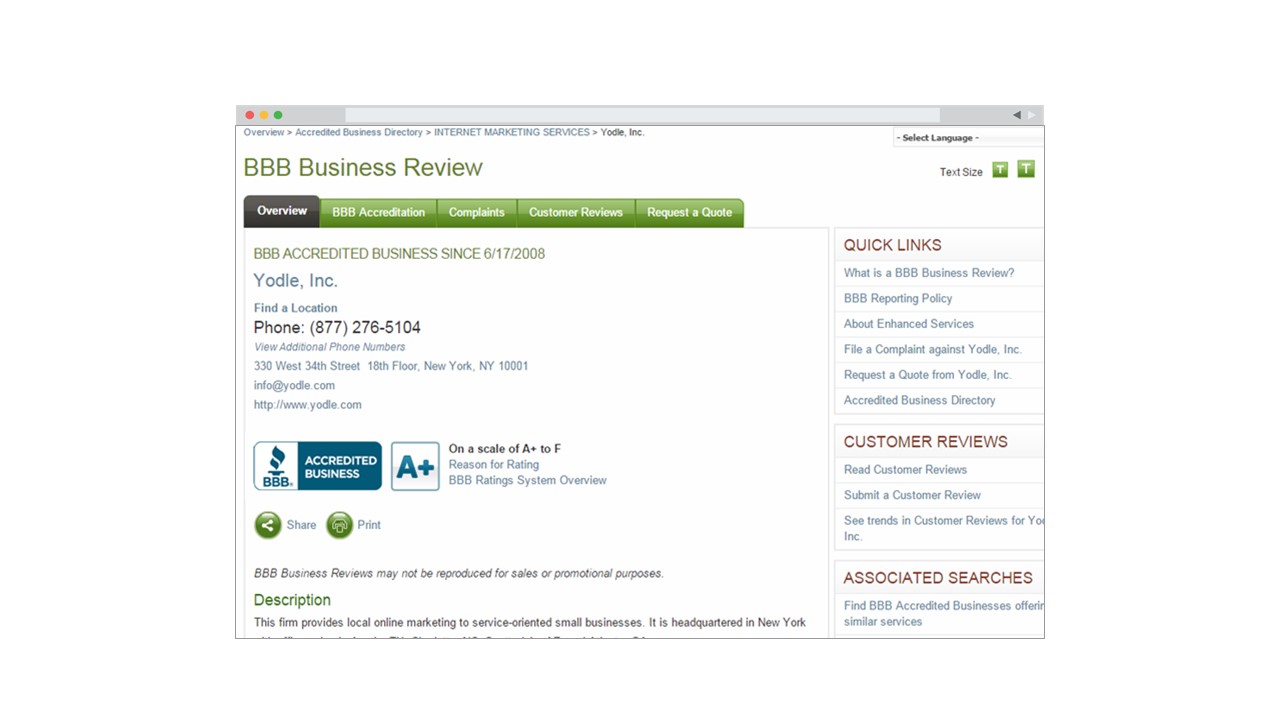 Overview > Accredited Business Directory > INTERNET MARKETING SERVICES > Yodle, Inc.
- Select Language -
BBB Business Review
Text Size T T
Overview BBB Accreditation Complaints Customer Reviews Request a Quote
BBB ACCREDITED BUSINESS SINCE 6/17/2008
Yodle, Inc.
Find a Location
Phone: (877) 276-5104
View Additional Phone Numbers
330 West 34th Street 18th Floor, New York, NY 10001
info@yodle.com
http://www.yodle.com
BBB.
ACCREDITED
BUSINESS
A+
On a scale of A+ to F
Reason for Rating
BBB Ratings System Overview
Share Print
BBB Business Reviews may not be reproduced for sales or promotional purposes.
Description
This firm provides local online marketing to service-oriented small businesses. It is headquartered in New York
QUICK LINKS
What is a BBB Business Review?
BBB Reporting Policy
About Enhanced Services
File a Complaint against Yodle, Inc.
Request a Quote from Yodle, Inc.
Accredited Business Directory
CUSTOMER REVIEWS
Read Customer Reviews
Submit a Customer Review
See trends in Customer Reviews for Yo
Inc.
ASSOCIATED SEARCHES
Find BBB Accredited Businesses offerin
similar services